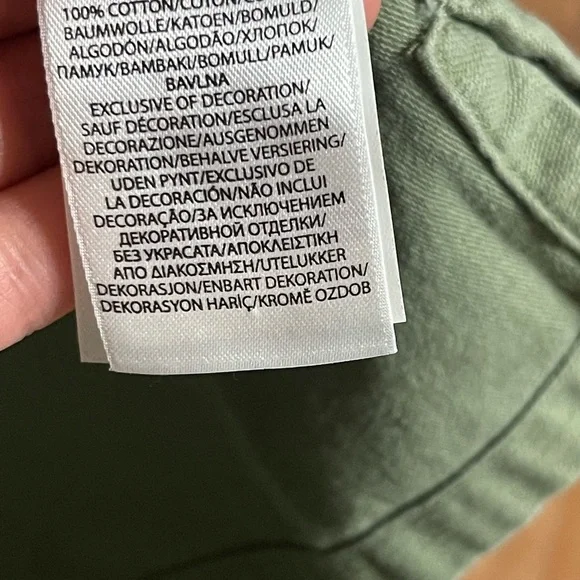 100% COTTON/COTON/
BAUMWOLLE/KATOEN/BOMULD/
ALGODÓN/ALGODÃO/ХЛОПОК/
ПАМУК/ΒΑΜΒΑΚΙ/BOMULL/PAMUK/
BAVLNA
EXCLUSIVE OF DECORATION/
SAUF DÉCORATION/ESCLUSA LA
DECORAZIONE/AUSGENOMMEN
DEKORATION/BEHALVE VERSIERING/
UDEN PYNT/EXCLUSIVO DE
LA DECORACIÓN/NÃO INCLUI
DECORAÇÃO/ЗА ИСКЛЮЧЕНИЕМ
ДЕКОРАТИВНОЙ ОТДЕЛКИ/
БЕЗ УКРАСАТА/ΑΠΟΚΛΕΙΣΤΙΚΗ
ΑΠΟ ΔΙΑΚΟΣΜΗΣΗ/UTELUKKER
DEKORASJON/ENBART DEKORATION/
DEKORASYON HARİÇ/KROMĚ OZDOB